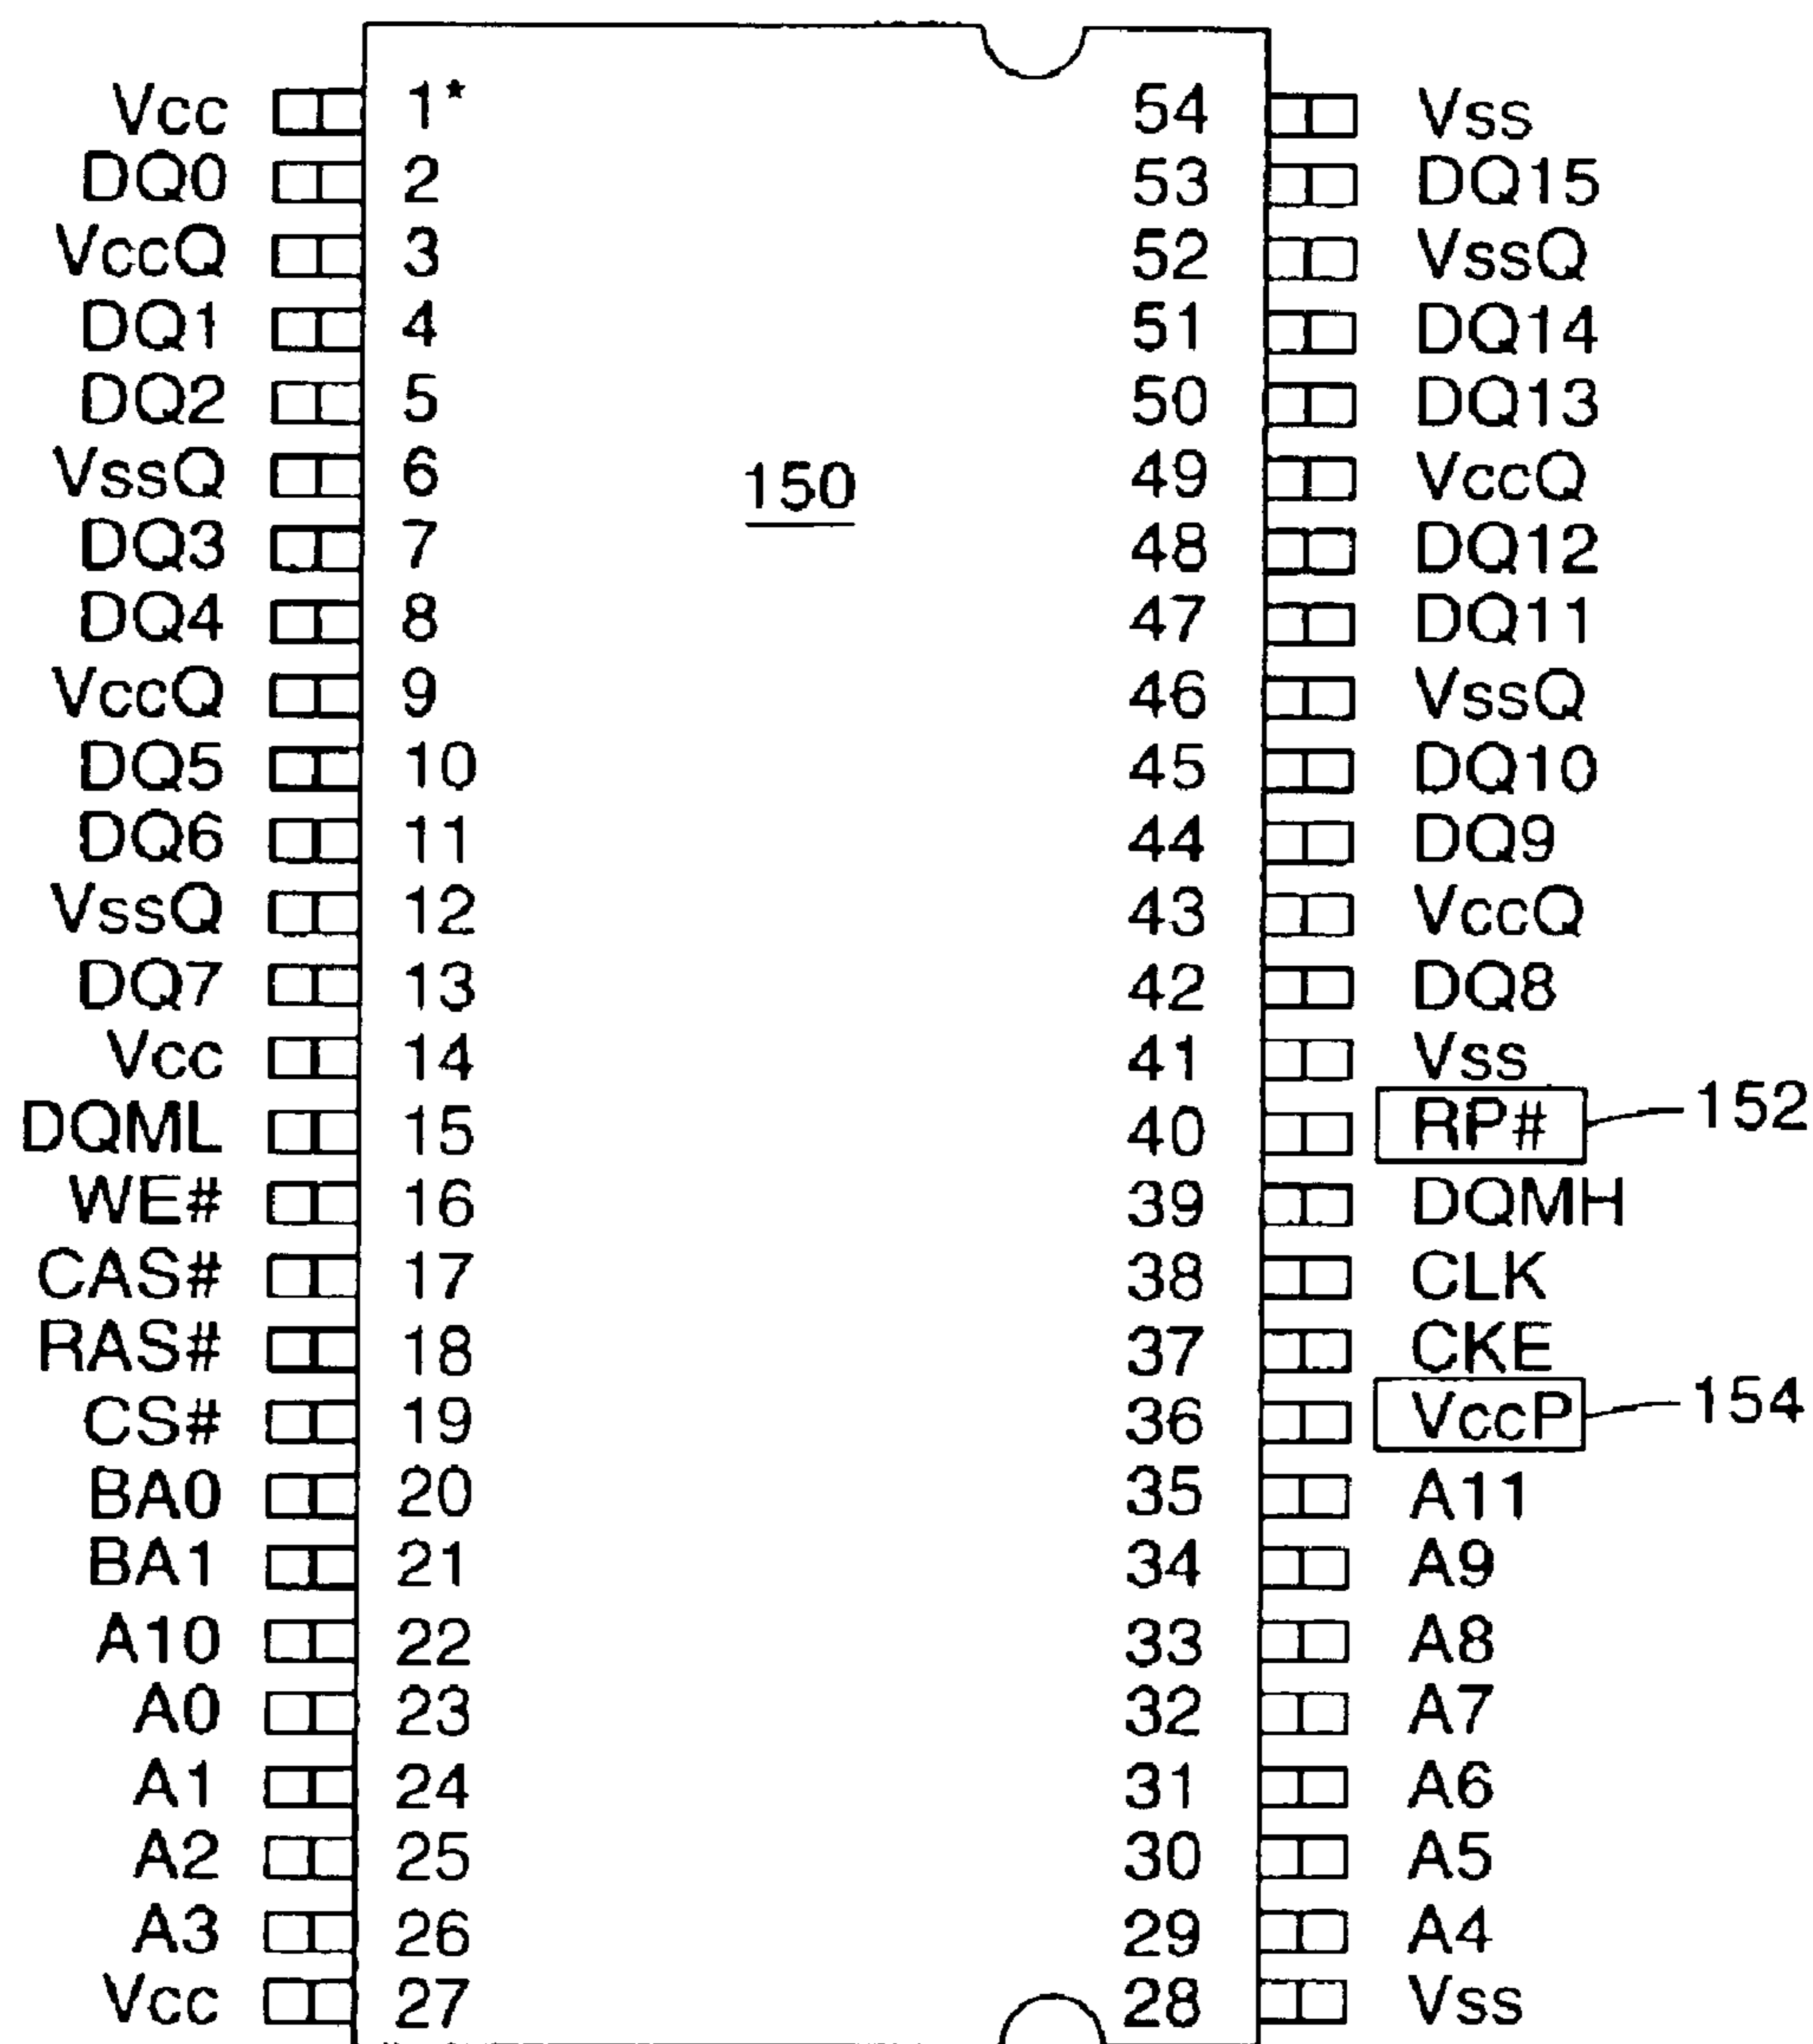 Vcc 1* 54 Vss
DQ0 2 53 DQ15
VccQ 3 52 VssQ
DQ1 4 51 DQ14
DQ2 5 50 DQ13
VssQ 6 150 49 VccQ
DQ3 7 48 DQ12
DQ4 8 47 DQ11
VccQ 9 46 VssQ
DQ5 10 45 DQ10
DQ6 11 44 DQ9
VssQ 12 43 VccQ
DQ7 13 42 DQ8
Vcc 14 41 Vss
DQML 15 40 RP# 152
WE# 16 39 DQMH
CAS# 17 38 CLK
RAS# 18 37 CKE
CS# 19 36 VccP 154
BA0 20 35 A11
BA1 21 34 A9
A10 22 33 A8
A0 23 32 A7
A1 24 31 A6
A2 25 30 A5
A3 26 29 A4
Vcc 27 28 Vss